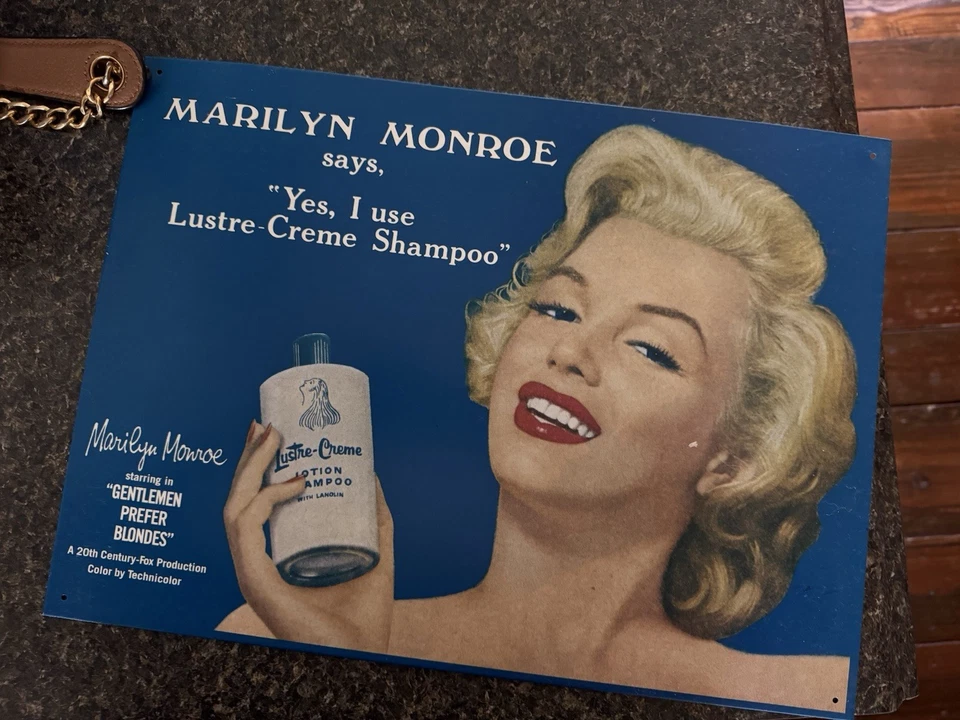 MARILYN MONROE
says,
“Yes, I use
Lustre-Creme Shampoo”
Lustre-Creme
LOTION
AMPOO
WITH LANOLIN
Marilyn Monroe
starring in
“GENTLEMEN
PREFER
BLONDES”
A 20th Century-Fox Production
Color by Technicolor